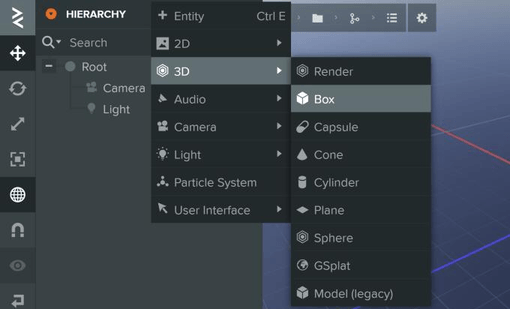 HIERARCHY
Search
Root
Camera
Light
Entity Ctrl E
2D
3D
Audio
Camera
Light
Particle System
User Interface
Render
Box
Capsule
Cone
Cylinder
Plane
Sphere
GSplat
Model (legacy)